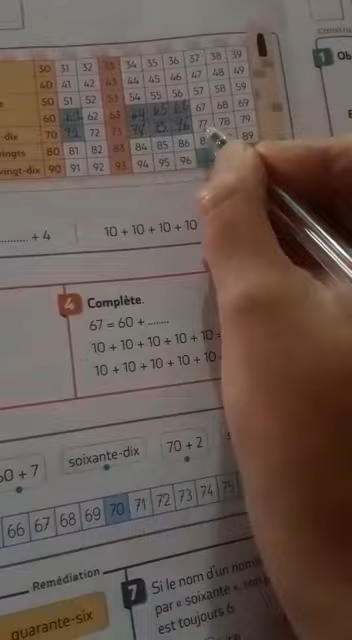 30 31 32 33 34 35 36 37 38 39
40 41 42 43 44 45 46 47 48 49
50 51 52 53 54 55 56 57 58 59
60 61 62 63 64 65 66 67 68 69
-dix 70 71 72 73 74 75 76 77 78 79
vingts 80 81 82 83 84 85 86 89
vingt-dix 90 91 92 93 94 95 96
........ + 4
10 + 10 + 10 + 10
1 Ob
4 Complète.
67 = 60 + ........
10 + 10 + 10 + 10 + 10 =
10 + 10 + 10 + 10 + 10
60 + 7
soixante-dix
70 + 2
66 67 68 69 70 71 72 73 74 75
Remédiation
quarante-six
7 Si le nom d'un nom
par « soixante », son
est toujours 6